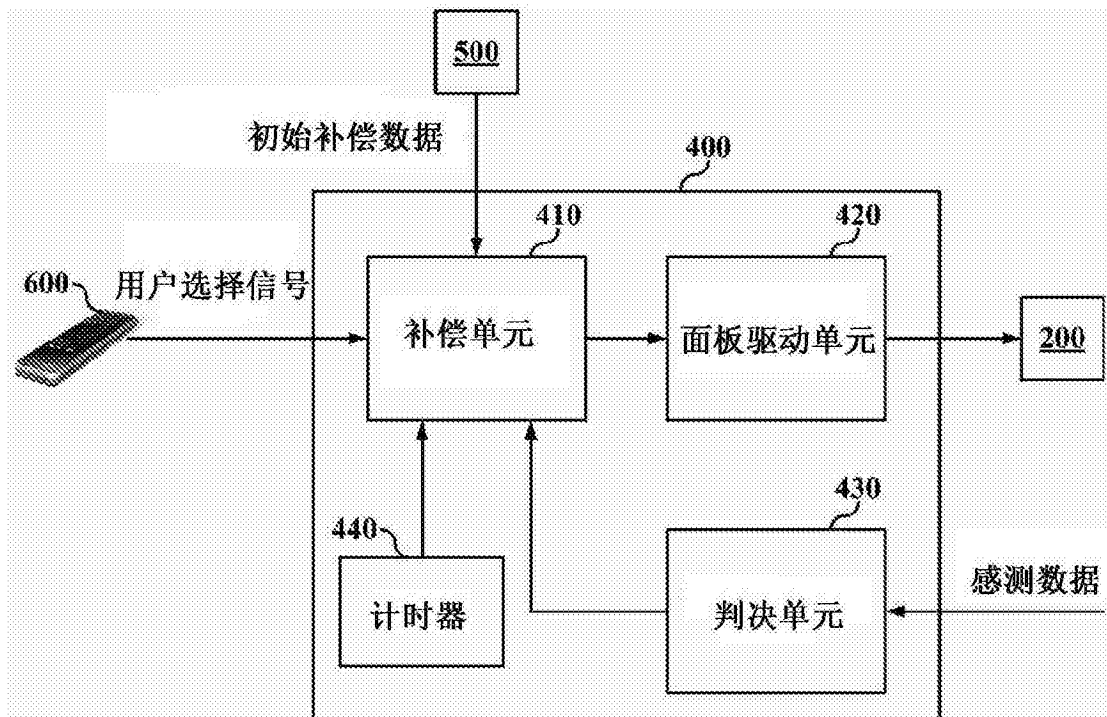 500
初始补偿数据
400
410
420
600
用户选择信号
补偿单元
面板驱动单元
200
440
430
计时器
判决单元
感测数据